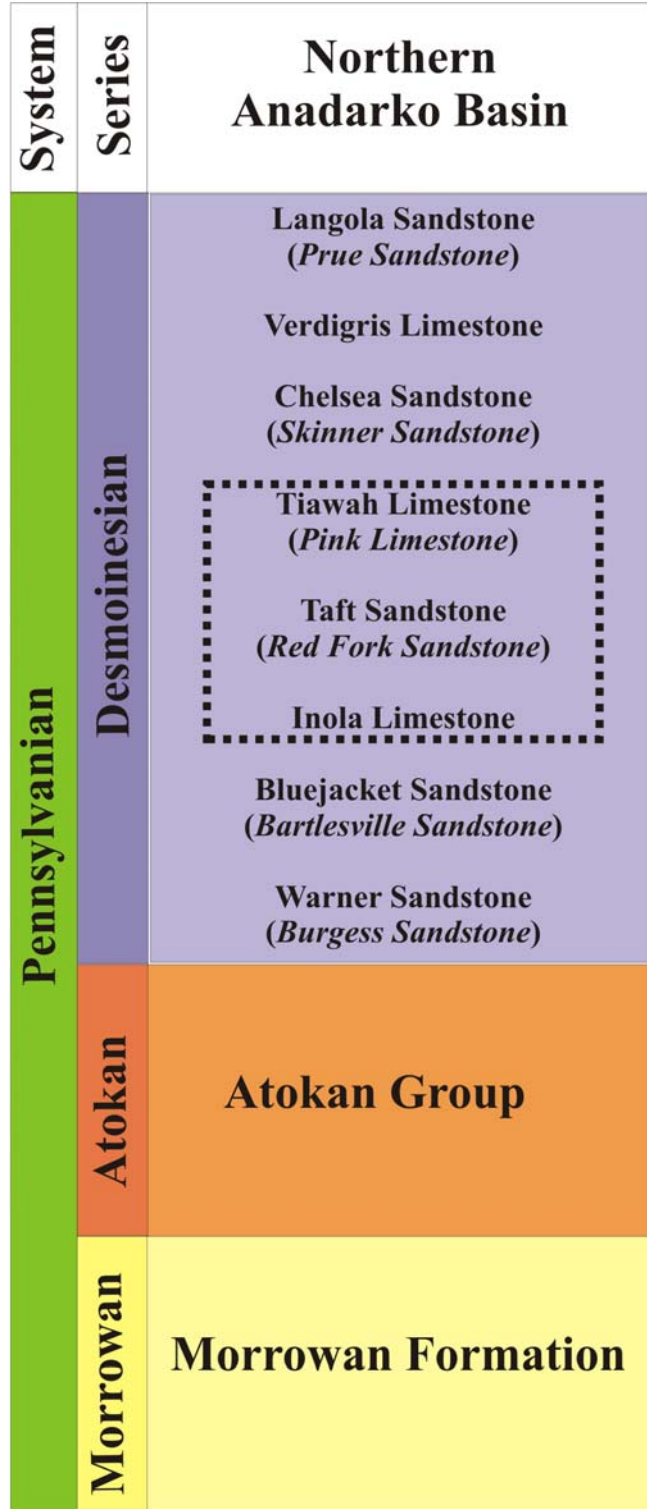 System
Series
Northern
Anadarko Basin
Pennsylvanian
Desmoinesian
Langola Sandstone
(Prue Sandstone)
Verdigris Limestone
Chelsea Sandstone
(Skinner Sandstone)
Tiawah Limestone
(Pink Limestone)
Taft Sandstone
(Red Fork Sandstone)
Inola Limestone
Bluejacket Sandstone
(Bartlesville Sandstone)
Warner Sandstone
(Burgess Sandstone)
Atokan
Atokan Group
Morrowan
Morrowan Formation